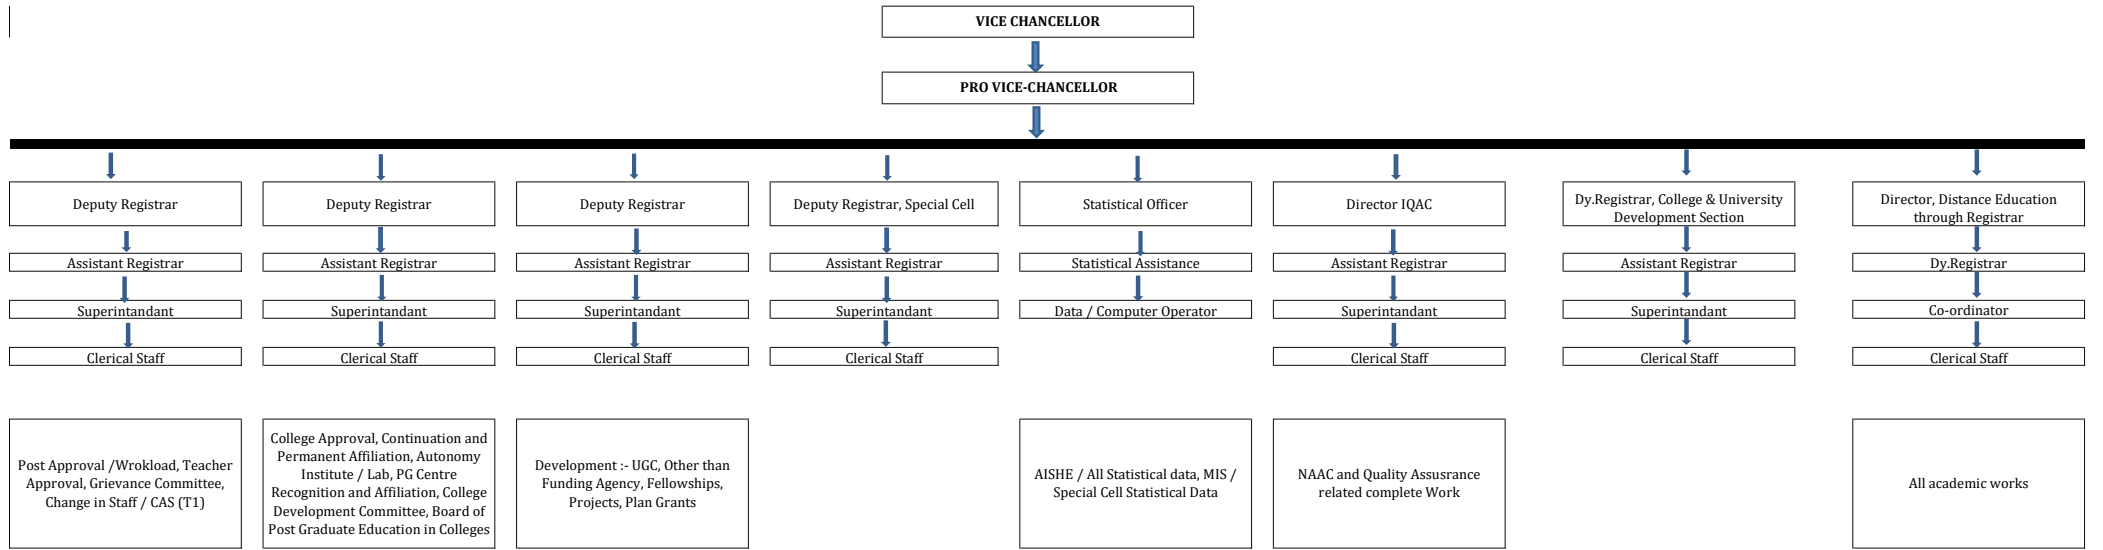 VICE CHANCELLOR
PRO VICE-CHANCELLOR
Deputy Registrar
Deputy Registrar
Deputy Registrar
Deputy Registrar, Special Cell
Statistical Officer
Director IQAC
Dy.Registrar, College & University
Development Section
Director, Distance Education
through Registrar
Assistant Registrar
Assistant Registrar
Assistant Registrar
Assistant Registrar
Statistical Assistance
Assistant Registrar
Assistant Registrar
Dy.Registrar
Superintandant
Superintandant
Superintandant
Superintandant
Data / Computer Operator
Superintandant
Superintandant
Co-ordinator
Clerical Staff
Clerical Staff
Clerical Staff
Clerical Staff
Clerical Staff
Clerical Staff
Clerical Staff
Post Approval /Wrokload, Teacher
Approval, Grievance Committee,
Change in Staff / CAS (T1)
College Approval, Continuation and
Permanent Affiliation, Autonomy
Institute / Lab, PG Centre
Recognition and Affiliation, College
Development Committee, Board of
Post Graduate Education in Colleges
Development :- UGC, Other than
Funding Agency, Fellowships,
Projects, Plan Grants
AISHE / All Statistical data, MIS /
Special Cell Statistical Data
NAAC and Quality Assusrance
related complete Work
All academic works